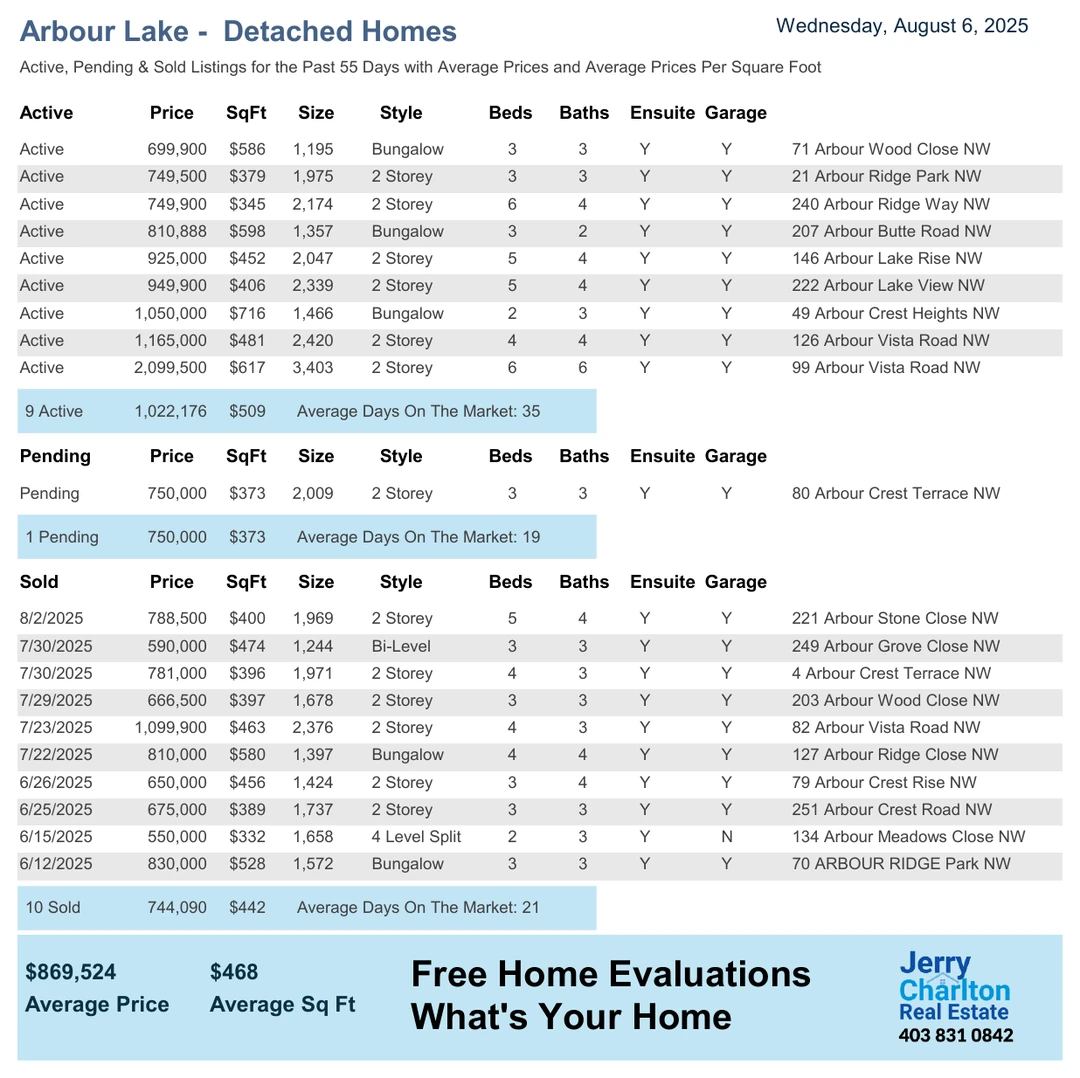 Arbour Lake - Detached Homes
Wednesday, August 6, 2025
Active, Pending & Sold Listings for the Past 55 Days with Average Prices and Average Prices Per Square Foot
Active Price SqFt Size Style Beds Baths Ensuite Garage
Active 699,900 $586 1,195 Bungalow 3 3 Y Y 71 Arbour Wood Close NW
Active 749,500 $379 1,975 2 Storey 3 3 Y Y 21 Arbour Ridge Park NW
Active 749,900 $345 2,174 2 Storey 6 4 Y Y 240 Arbour Ridge Way NW
Active 810,888 $598 1,357 Bungalow 3 2 Y Y 207 Arbour Butte Road NW
Active 925,000 $452 2,047 2 Storey 5 4 Y Y 146 Arbour Lake Rise NW
Active 949,900 $406 2,339 2 Storey 5 4 Y Y 222 Arbour Lake View NW
Active 1,050,000 $716 1,466 Bungalow 2 3 Y Y 49 Arbour Crest Heights NW
Active 1,165,000 $481 2,420 2 Storey 4 4 Y Y 126 Arbour Vista Road NW
Active 2,099,500 $617 3,403 2 Storey 6 6 Y Y 99 Arbour Vista Road NW
9 Active 1,022,176 $509 Average Days On The Market: 35
Pending Price SqFt Size Style Beds Baths Ensuite Garage
Pending 750,000 $373 2,009 2 Storey 3 3 Y Y 80 Arbour Crest Terrace NW
1 Pending 750,000 $373 Average Days On The Market: 19
Sold Price SqFt Size Style Beds Baths Ensuite Garage
8/2/2025 788,500 $400 1,969 2 Storey 5 4 Y Y 221 Arbour Stone Close NW
7/30/2025 590,000 $474 1,244 Bi-Level 3 3 Y Y 249 Arbour Grove Close NW
7/30/2025 781,000 $396 1,971 2 Storey 4 3 Y Y 4 Arbour Crest Terrace NW
7/29/2025 666,500 $397 1,678 2 Storey 3 3 Y Y 203 Arbour Wood Close NW
7/23/2025 1,099,900 $463 2,376 2 Storey 4 3 Y Y 82 Arbour Vista Road NW
7/22/2025 810,000 $580 1,397 Bungalow 4 4 Y Y 127 Arbour Ridge Close NW
6/26/2025 650,000 $456 1,424 2 Storey 3 4 Y Y 79 Arbour Crest Rise NW
6/25/2025 675,000 $389 1,737 2 Storey 3 3 Y Y 251 Arbour Crest Road NW
6/15/2025 550,000 $332 1,658 4 Level Split 2 3 Y N 134 Arbour Meadows Close NW
6/12/2025 830,000 $528 1,572 Bungalow 3 3 Y Y 70 ARBOUR RIDGE Park NW
10 Sold 744,090 $442 Average Days On The Market: 21
$869,524 $468
Average Price Average Sq Ft
Free Home Evaluations
What's Your Home
Jerry
Charlton
Real Estate
403 831 0842